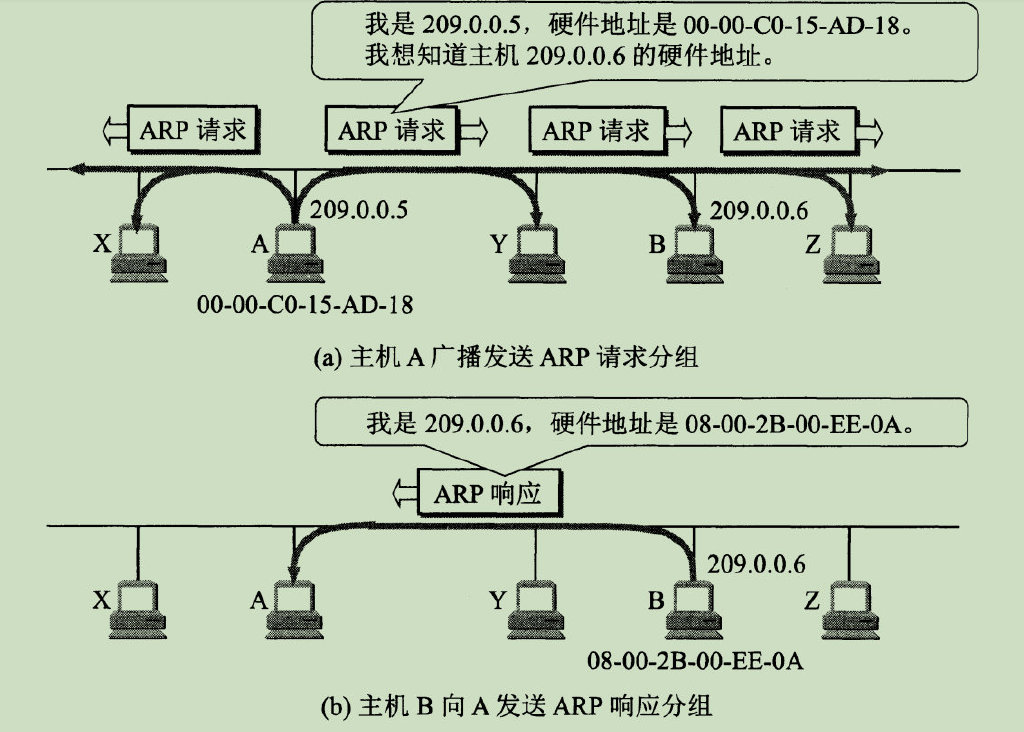 我是 209.0.0.5，硬件地址是 00-00-C0-15-AD-18。
我想知道主机 209.0.0.6 的硬件地址。
ARP 请求
ARP 请求
ARP 请求
ARP 请求
209.0.0.5
209.0.0.6
X
A
Y
B
Z
00-00-C0-15-AD-18
(a) 主机 A 广播发送 ARP 请求分组
我是 209.0.0.6，硬件地址是 08-00-2B-00-EE-0A。
ARP 响应
209.0.0.6
X
A
Y
B
Z
08-00-2B-00-EE-0A
(b) 主机 B 向 A 发送 ARP 响应分组